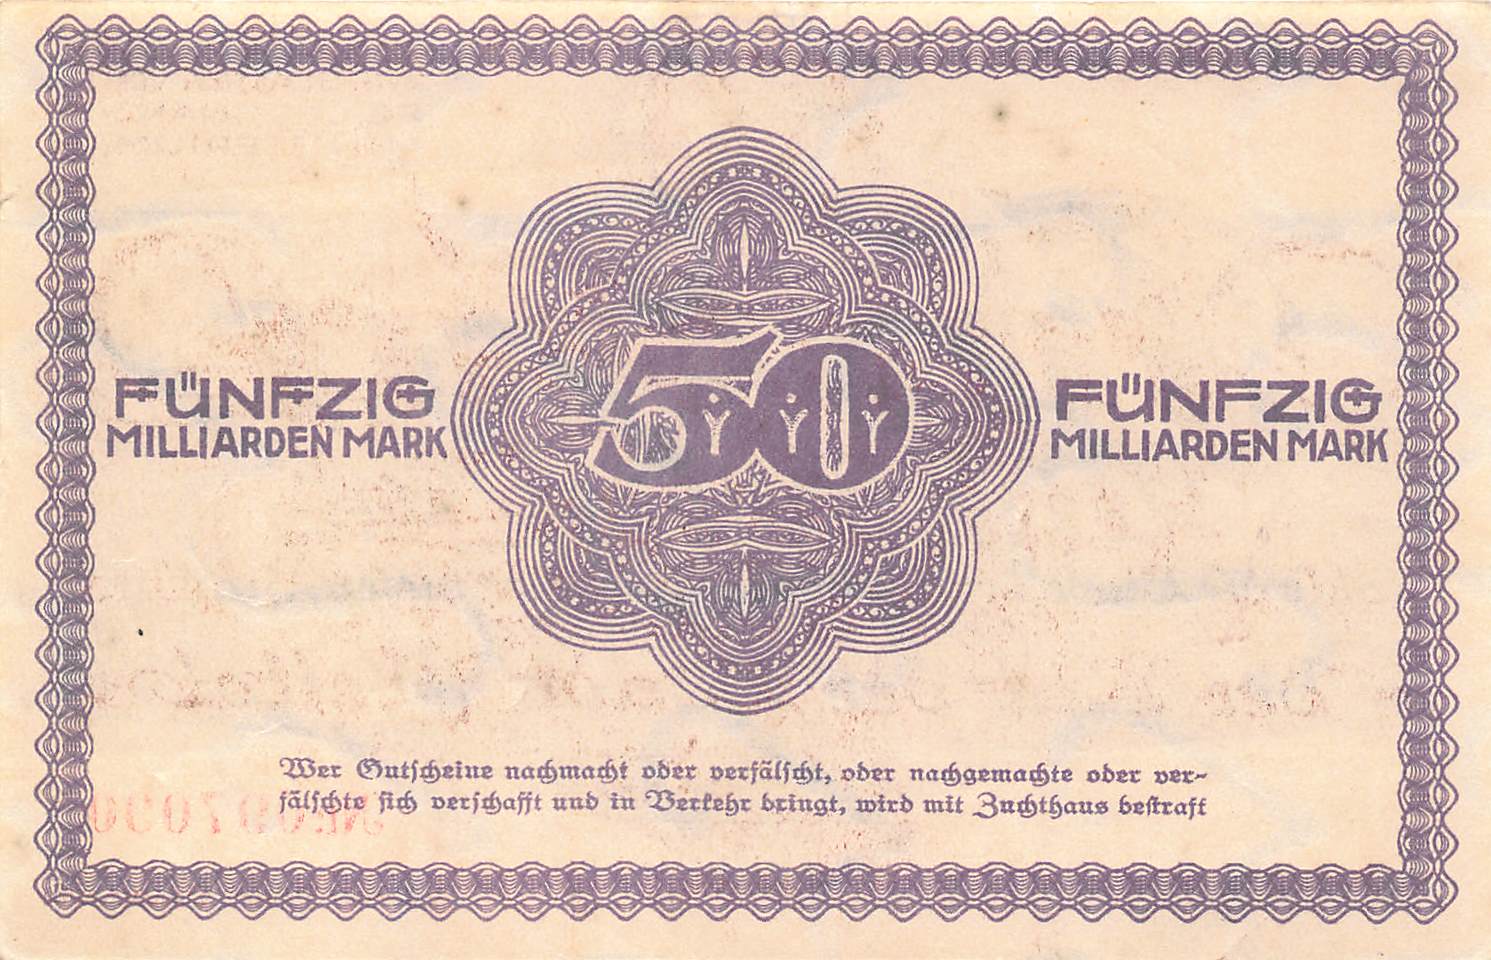 50
FÜNFZIG
MILLIARDEN MARK
FÜNFZIG
MILLIARDEN MARK
Wer Gutscheine nachmacht oder verfälscht, oder nachgemachte oder ver-
fälschte sich verschafft und in Verkehr bringt, wird mit Zuchthaus bestraft